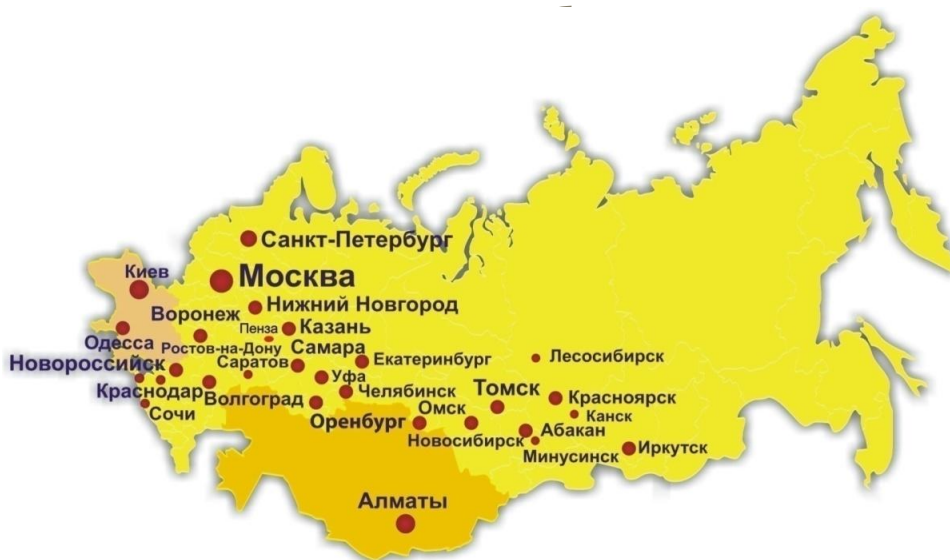 Санкт-Петербург
Москва
Киев
Нижний Новгород
Воронеж
Пенза
Казань
Одесса
Ростов-на-Дону
Самара
Новороссийск
Саратов
Екатеринбург
Лесосибирск
Уфа
Краснодар
Волгоград
Челябинск
Томск
Красноярск
Сочи
Оренбург
Омск
Канск
Новосибирск
Абакан
Минусинск
Иркутск
Алматы